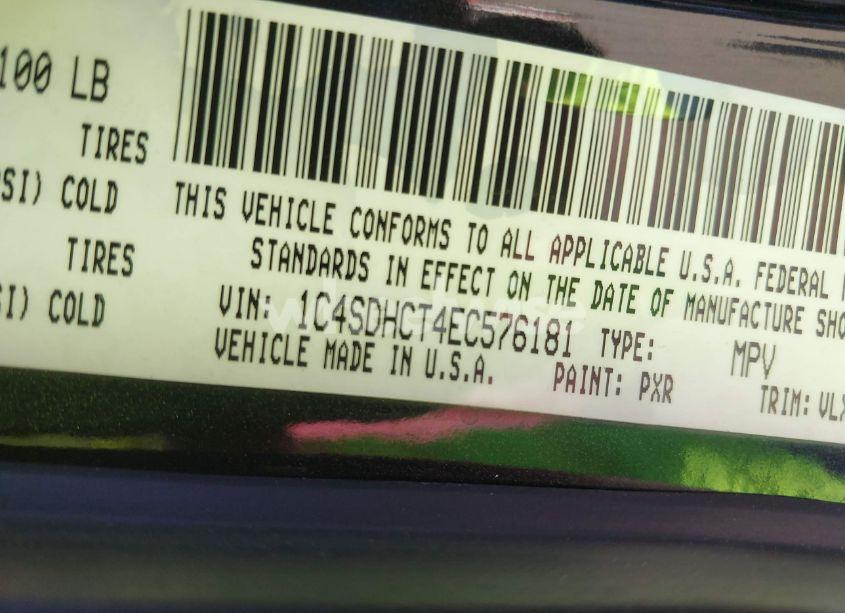 100 LB
TIRES
SI) COLD
TIRES
SI) COLD
THIS VEHICLE CONFORMS TO ALL APPLICABLE U.S.A. FEDERAL
STANDARDS IN EFFECT ON THE DATE OF MANUFACTURE SHO
VIN: 1C4SDHCT4EC576181 TYPE: MPV
VEHICLE MADE IN U.S.A. PAINT: PXR TRIM: VLX